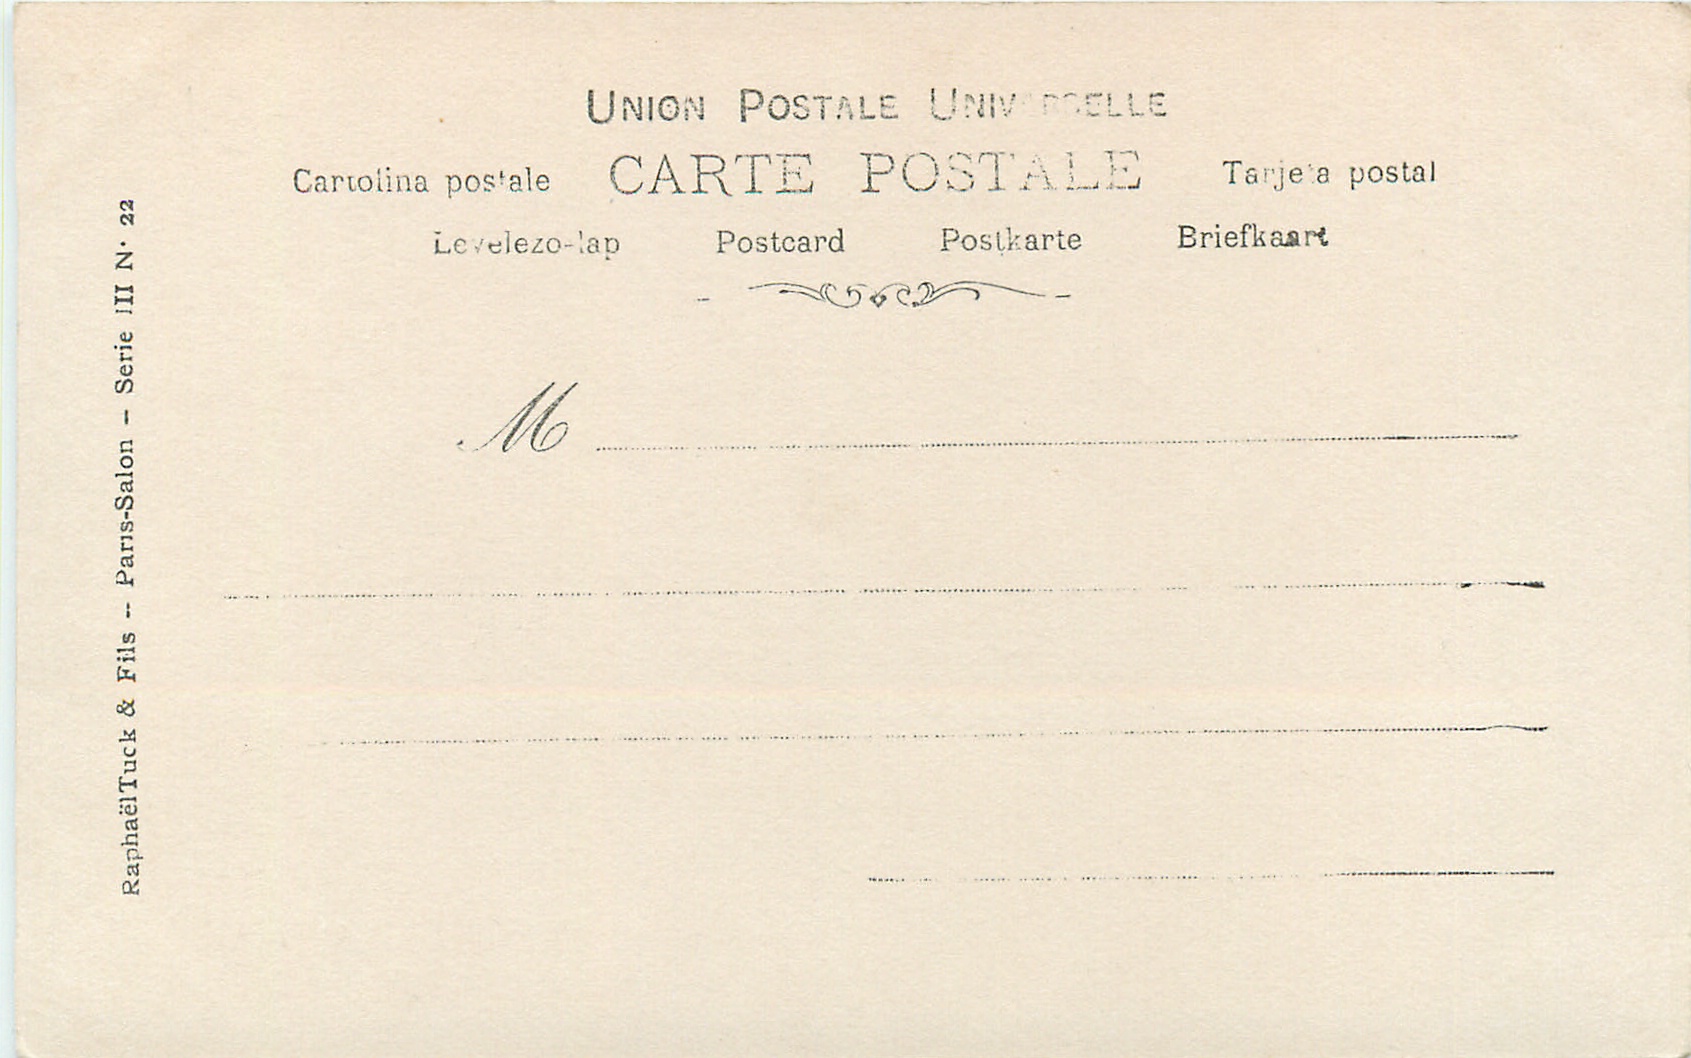 UNION POSTALE UNIVERSELLE
Cartolina postale CARTE POSTALE Tarjeta postal
Levelezo-lap Postcard Postkarte Briefkaart
M
Raphaël Tuck & Fils -- Paris-Salon – Serie III N· 22